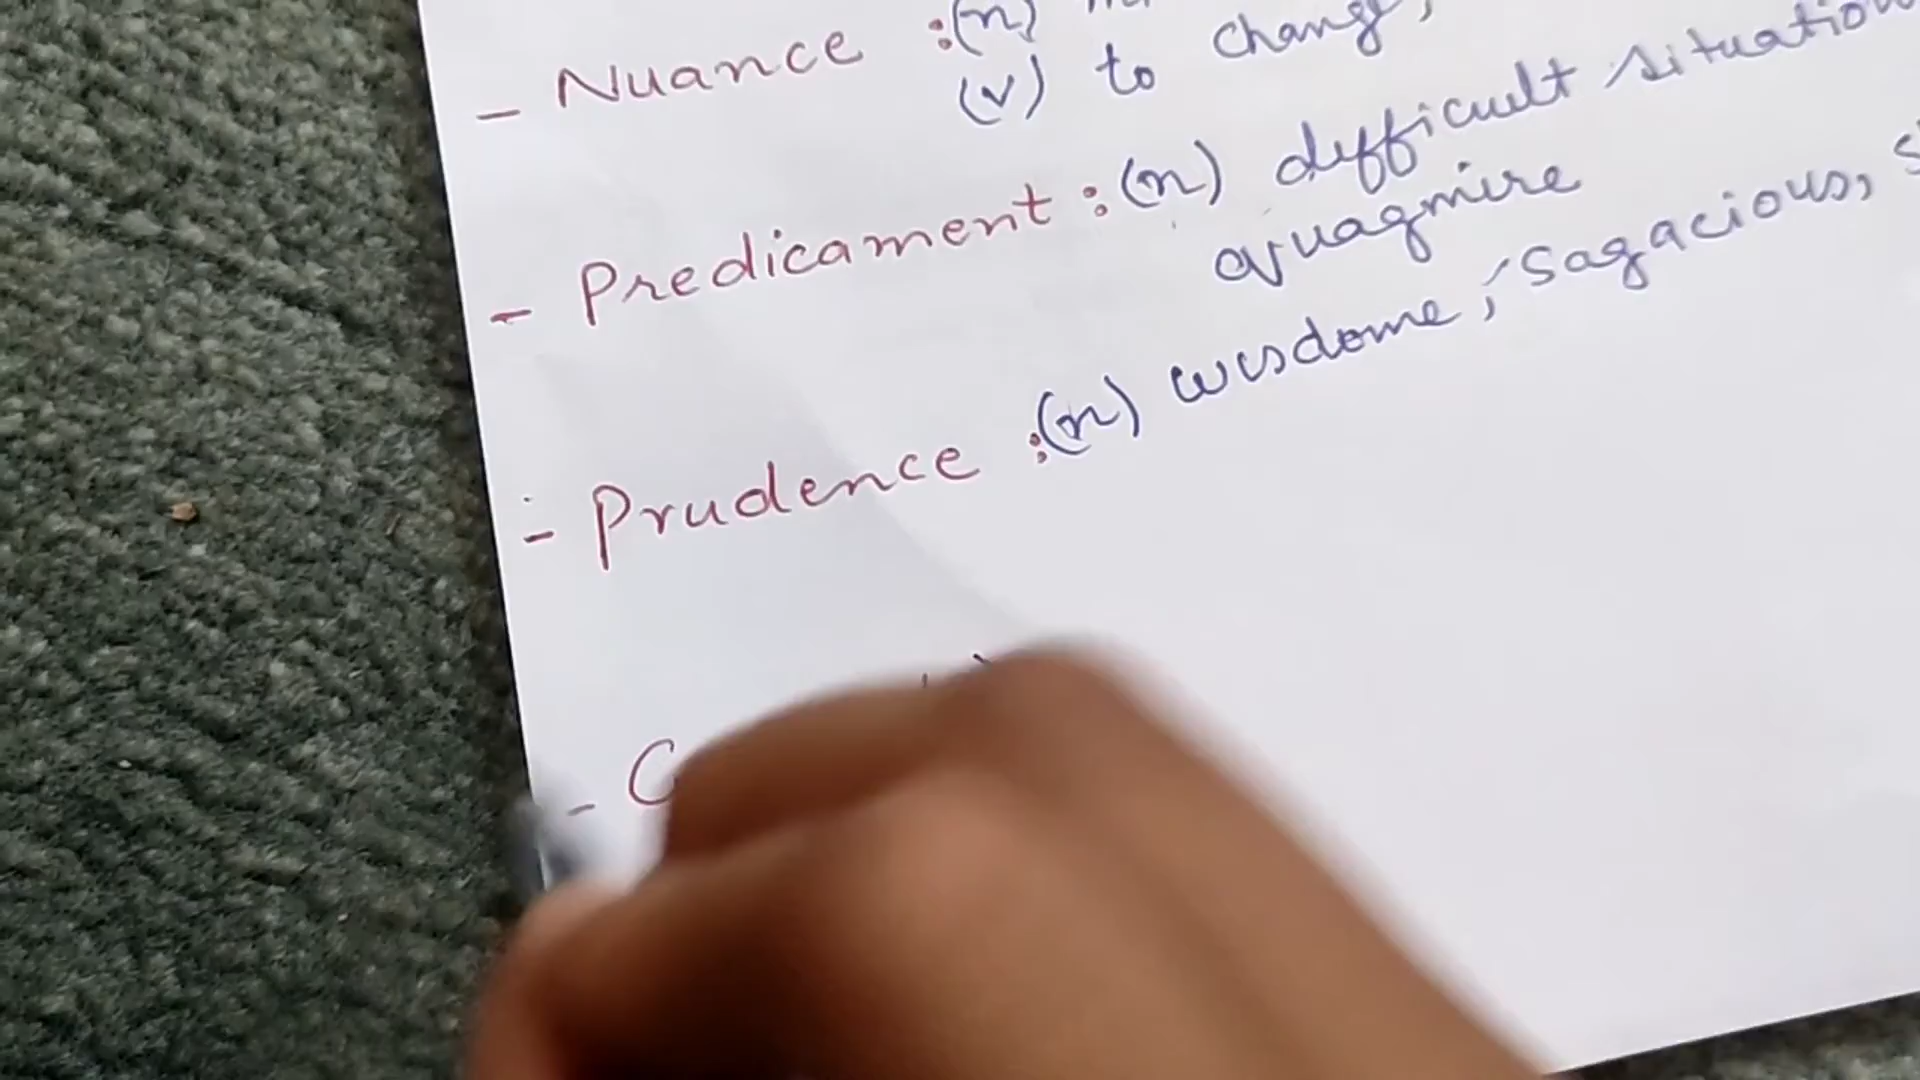 - Nuance :(n)
(v) to change,
- Predicament : (n) difficult situation
quagmire
- Prudence :(n) wisdome, sagacious,
- C